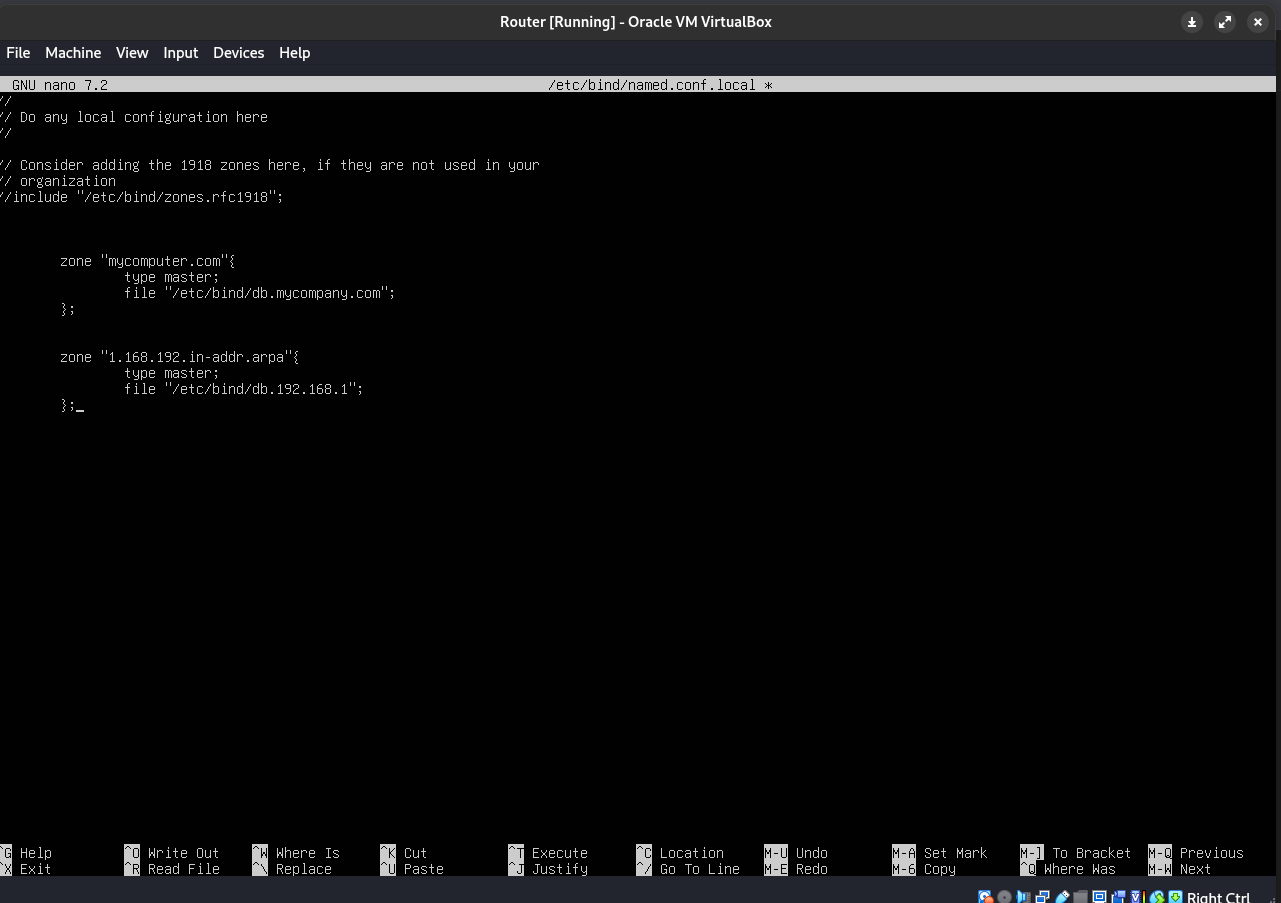 Router [Running] - Oracle VM VirtualBox
File Machine View Input Devices Help
GNU nano 7.2 /etc/bind/named.conf.local *
//
// Do any local configuration here
//
// Consider adding the 1918 zones here, if they are not used in your
// organization
//include "/etc/bind/zones.rfc1918";
zone "mycomputer.com"{
type master;
file "/etc/bind/db.mycompany.com";
};
zone "1.168.192.in-addr.arpa"{
type master;
file "/etc/bind/db.192.168.1";
};_
^G Help ^O Write Out ^W Where Is ^K Cut ^T Execute ^C Location M-U Undo M-A Set Mark M-] To Bracket M-Q Previous
^X Exit ^R Read File ^\ Replace ^U Paste ^J Justify ^/ Go To Line M-E Redo M-6 Copy ^Q Where Was M-W Next
Right Ctrl